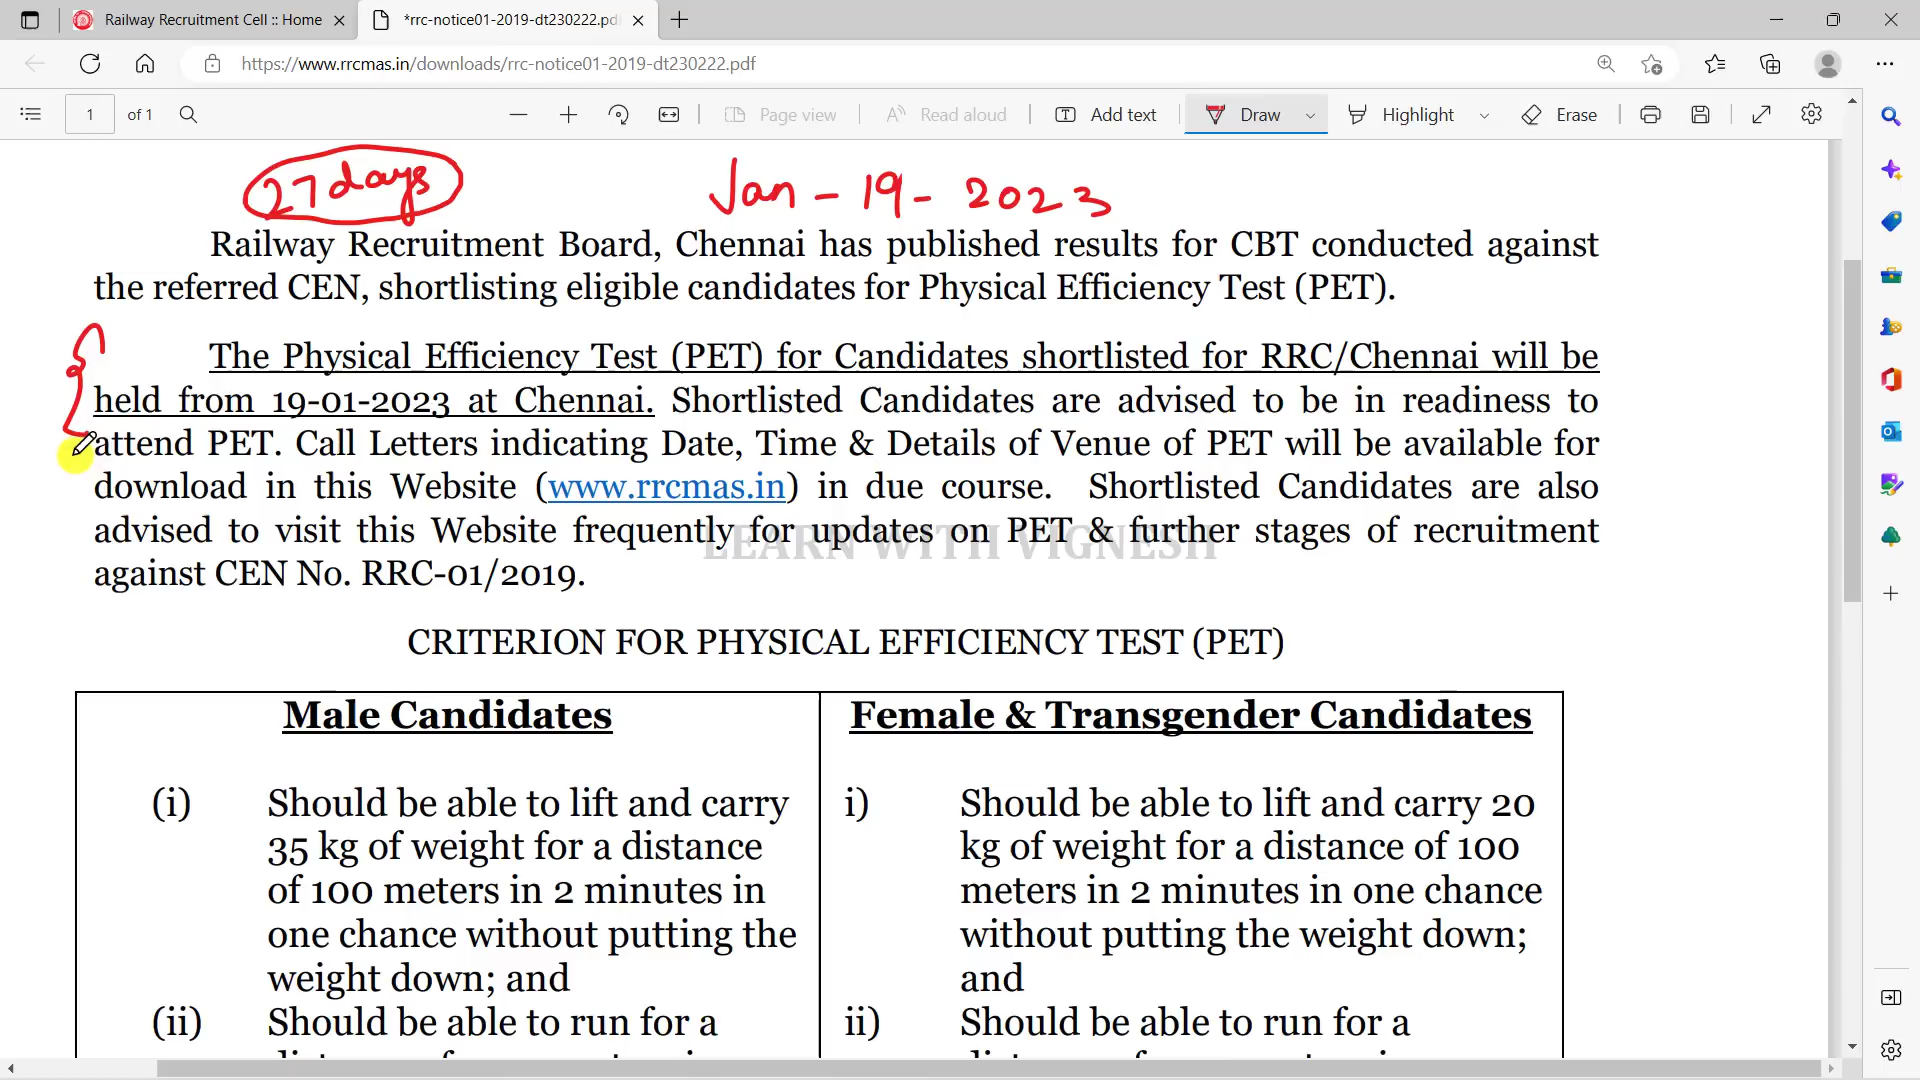 Railway Recruitment Cell :: Home
*rrc-notice01-2019-dt230222.pdf
https://www.rrcmas.in/downloads/rrc-notice01-2019-dt230222.pdf
1 of 1 Page view Read aloud Add text Draw Highlight Erase
27 days Jan - 19 - 2023
Railway Recruitment Board, Chennai has published results for CBT conducted against
the referred CEN, shortlisting eligible candidates for Physical Efficiency Test (PET).
The Physical Efficiency Test (PET) for Candidates shortlisted for RRC/Chennai will be
held from 19-01-2023 at Chennai. Shortlisted Candidates are advised to be in readiness to
attend PET. Call Letters indicating Date, Time & Details of Venue of PET will be available for
download in this Website (www.rrcmas.in) in due course. Shortlisted Candidates are also
advised to visit this Website frequently for updates on PET & further stages of recruitment
LEARN WITH VIGNESH
against CEN No. RRC-01/2019.
CRITERION FOR PHYSICAL EFFICIENCY TEST (PET)
Male Candidates
(i) Should be able to lift and carry
35 kg of weight for a distance
of 100 meters in 2 minutes in
one chance without putting the
weight down; and
(ii) Should be able to run for a
Female & Transgender Candidates
i) Should be able to lift and carry 20
kg of weight for a distance of 100
meters in 2 minutes in one chance
without putting the weight down;
and
ii) Should be able to run for a